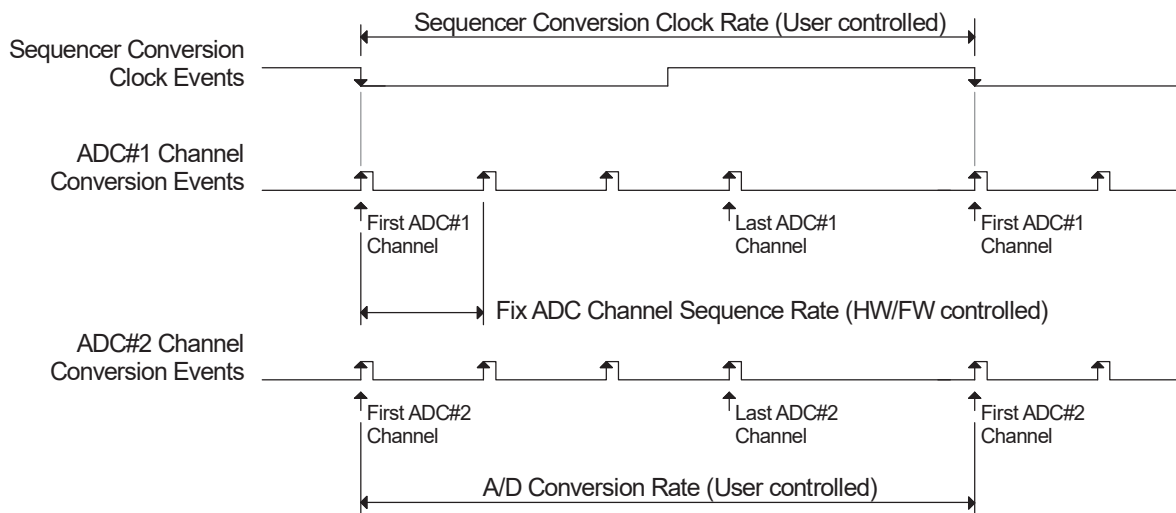 Sequencer Conversion Clock Rate (User controlled)
Sequencer Conversion
Clock Events
ADC#1 Channel
Conversion Events
First ADC#1
Channel
Last ADC#1
Channel
First ADC#1
Channel
Fix ADC Channel Sequence Rate (HW/FW controlled)
ADC#2 Channel
Conversion Events
First ADC#2
Channel
Last ADC#2
Channel
First ADC#2
Channel
A/D Conversion Rate (User controlled)